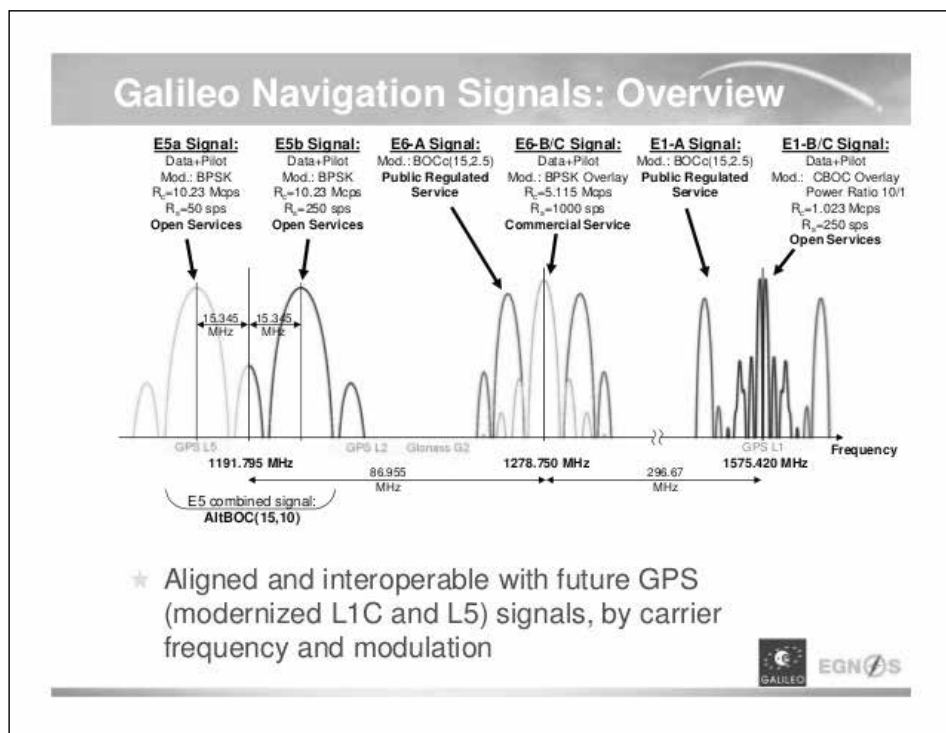 Galileo Navigation Signals: Overview
E5a Signal:
Data+Pilot
Mod.: BPSK
Rc=10.23 Mcps
Rs=50 sps
Open Services
E5b Signal:
Data+Pilot
Mod.: BPSK
Rc=10.23 Mcps
Rs=250 sps
Open Services
E6-A Signal:
Mod.: BOCc(15,2.5)
Public Regulated
Service
E6-B/C Signal:
Data+Pilot
Mod.: BPSK Overlay
Rc=5.115 Mcps
Rs=1000 sps
Commercial Service
E1-A Signal:
Mod.: BOCc(15,2.5)
Public Regulated
Service
E1-B/C Signal:
Data+Pilot
Mod.: CBOC Overlay
Power Ratio 10/1
Rc=1.023 Mcps
Rs=250 sps
Open Services
15.345
MHz
15.345
MHz
GPS L5
GPS L2
Glonass G2
GPS L1
Frequency
1191.795 MHz
1278.750 MHz
1575.420 MHz
86.955
MHz
296.67
MHz
E5 combined signal:
AltBOC(15,10)
Aligned and interoperable with future GPS
(modernized L1C and L5) signals, by carrier
frequency and modulation
GALILEO
EGNOS